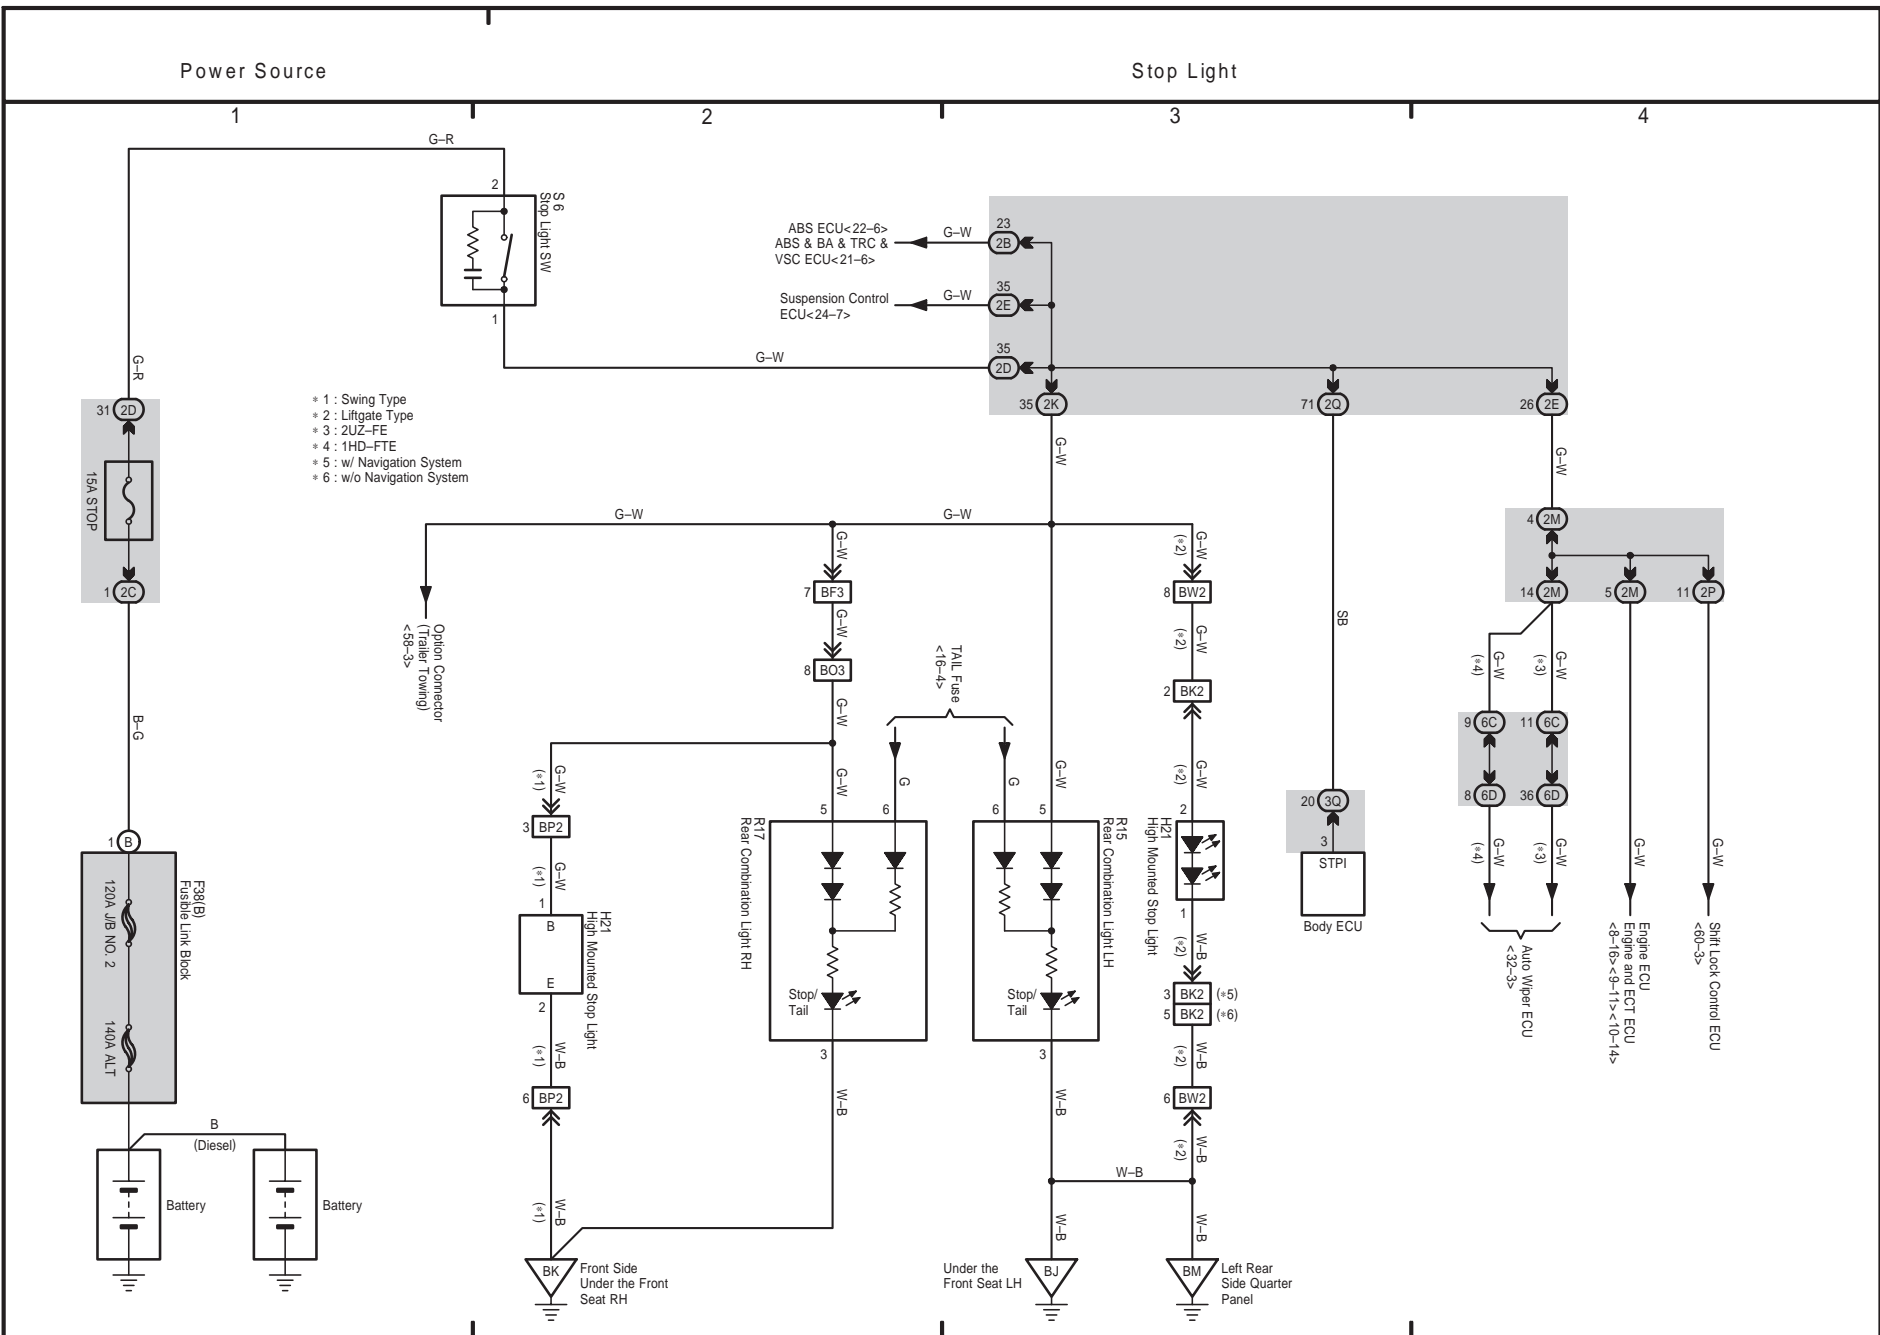 Power Source
Stop Light
1
2
3
4
G–R
2
S 6
Stop Light SW
1
G–R
31 2D
15A STOP
1 2C
B–G
1 B
F38(B)
Fusible Link Block
120A J/B NO. 2
140A ALT
B
(Diesel)
Battery
Battery
∗ 1 : Swing Type
∗ 2 : Liftgate Type
∗ 3 : 2UZ–FE
∗ 4 : 1HD–FTE
∗ 5 : w/ Navigation System
∗ 6 : w/o Navigation System
ABS ECU<22–6>
ABS & BA & TRC &
VSC ECU<21–6>
G–W
23
2B
Suspension Control
ECU<24–7>
G–W
35
2E
G–W
35
2D
35 2K
71 2Q
26 2E
G–W
G–W
G–W
G–W
Option Connector
(Trailer Towing)
<58–3>
G–W
7 BF3
G–W
8 BO3
G–W
G–W
(∗1)
3 BP2
G–W
(∗1)
1
B
E
H21
High Mounted Stop Light
2
W–B
(∗1)
6 BP2
W–B
(∗1)
BK
Front Side
Under the Front
Seat RH
TAIL Fuse
<16–4>
G–W
G
5
6
R17
Rear Combination Light RH
Stop/
Tail
3
W–B
G
G–W
6
5
R15
Rear Combination Light LH
Stop/
Tail
3
W–B
W–B
W–B
Under the
Front Seat LH
BJ
G–W
(∗2)
8 BW2
G–W
(∗2)
2 BK2
G–W
(∗2)
2
H21
High Mounted Stop Light
1
W–B
(∗2)
3 BK2 (∗5)
5 BK2 (∗6)
W–B
(∗2)
6 BW2
W–B
(∗2)
W–B
BM
Left Rear
Side Quarter
Panel
SB
20 3Q
3
STPI
Body ECU
4 2M
14 2M
5 2M
11 2P
G–W
(∗4)
G–W
(∗3)
9 6C
11 6C
8 6D
36 6D
G–W
(∗4)
G–W
(∗3)
G–W
G–W
Auto Wiper ECU
<32–3>
Engine ECU
Engine and ECT ECU
<8–16><9–11><10–14>
Shift Lock Control ECU
<60–3>